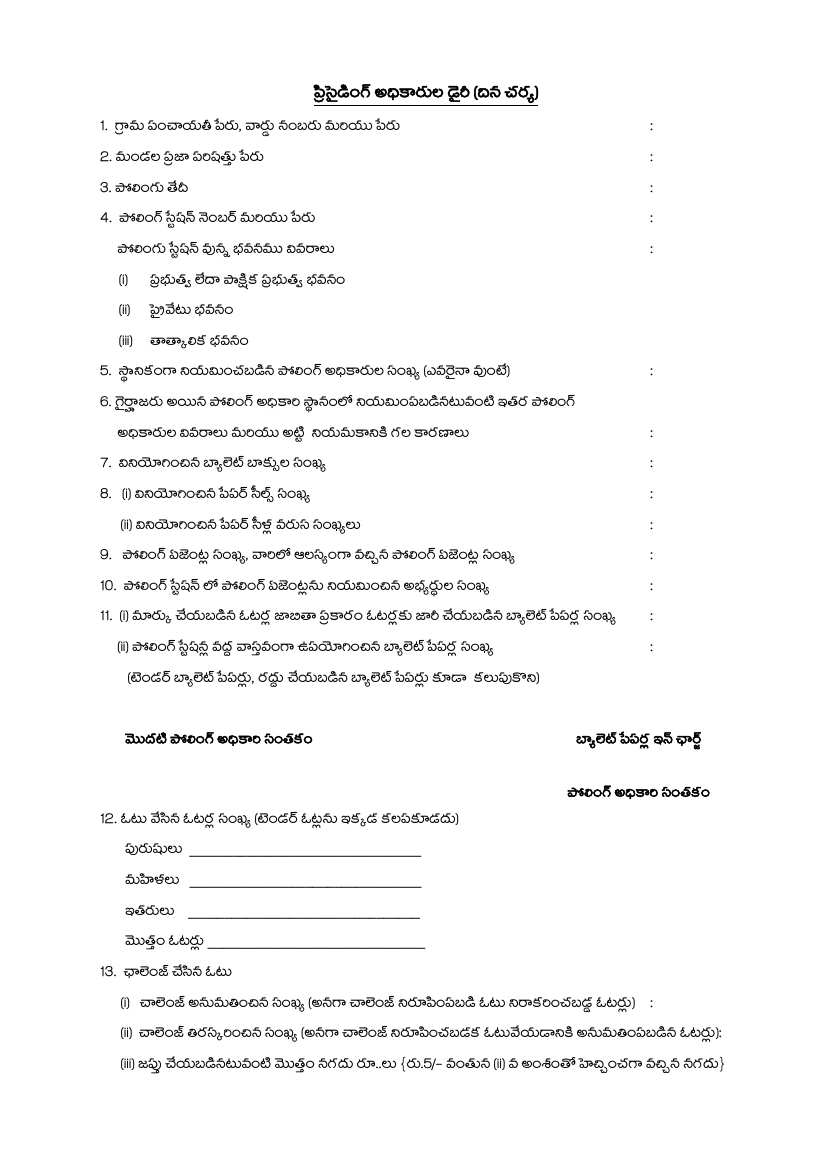 ప్రిసైడింగ్ అధికారుల డైరీ (దిన చర్య)
1. గ్రామ పంచాయతీ పేరు, వార్డు నంబరు మరియు పేరు :
2. మండల ప్రజా పరిషత్తు పేరు :
3. పోలింగు తేదీ :
4. పోలింగ్ స్టేషన్ నెంబర్ మరియు పేరు :
పోలింగు స్టేషన్ వున్న భవనము వివరాలు :
(i) ప్రభుత్వ లేదా పాక్షిక ప్రభుత్వ భవనం
(ii) ప్రైవేటు భవనం
(iii) తాత్కాలిక భవనం
5. స్థానికంగా నియమించబడిన పోలింగ్ అధికారుల సంఖ్య (ఎవరైనా వుంటే) :
6. గైర్హాజరు అయిన పోలింగ్ అధికారి స్థానంలో నియమింపబడినటువంటి ఇతర పోలింగ్
అధికారుల వివరాలు మరియు అట్టి నియమకానికి గల కారణాలు :
7. వినియోగించిన బ్యాలెట్ బాక్సుల సంఖ్య :
8. (i) వినియోగించిన పేపర్ సీల్స్ సంఖ్య :
(ii) వినియోగించిన పేపర్ సీళ్ల వరుస సంఖ్యలు :
9. పోలింగ్ ఏజెంట్ల సంఖ్య, వారిలో ఆలస్యంగా వచ్చిన పోలింగ్ ఏజెంట్ల సంఖ్య :
10. పోలింగ్ స్టేషన్ లో పోలింగ్ ఏజెంట్లను నియమించిన అభ్యర్థుల సంఖ్య :
11. (i) మార్కు చేయబడిన ఓటర్ల జాబితా ప్రకారం ఓటర్లకు జారీ చేయబడిన బ్యాలెట్ పేపర్ల సంఖ్య :
(ii) పోలింగ్ స్టేషన్ల వద్ద వాస్తవంగా ఉపయోగించిన బ్యాలెట్ పేపర్ల సంఖ్య :
(టెండర్ బ్యాలెట్ పేపర్లు, రద్దు చేయబడిన బ్యాలెట్ పేపర్లు కూడా కలుపుకొని)
మొదటి పోలింగ్ అధికారి సంతకం బ్యాలెట్ పేపర్ల ఇన్ ఛార్జ్
పోలింగ్ అధికారి సంతకం
12. ఓటు వేసిన ఓటర్ల సంఖ్య (టెండర్ ఓట్లను ఇక్కడ కలపకూడదు)
పురుషులు ______________________________
మహిళలు ______________________________
ఇతరులు ______________________________
మొత్తం ఓటర్లు ____________________________
13. ఛాలెంజ్ చేసిన ఓటు
(i) చాలెంజ్ అనుమతించిన సంఖ్య (అనగా చాలెంజ్ నిరూపింపబడి ఓటు నిరాకరించబడ్డ ఓటర్లు) :
(ii) చాలెంజ్ తిరస్కరించిన సంఖ్య (అనగా చాలెంజ్ నిరూపించబడక ఓటువేయడానికి అనుమతింపబడిన ఓటర్లు):
(iii) జప్తు చేయబడినటువంటి మొత్తం నగదు రూ..లు {రు.5/- వంతున (ii) వ అంశంతో హెచ్చించగా వచ్చిన నగదు}